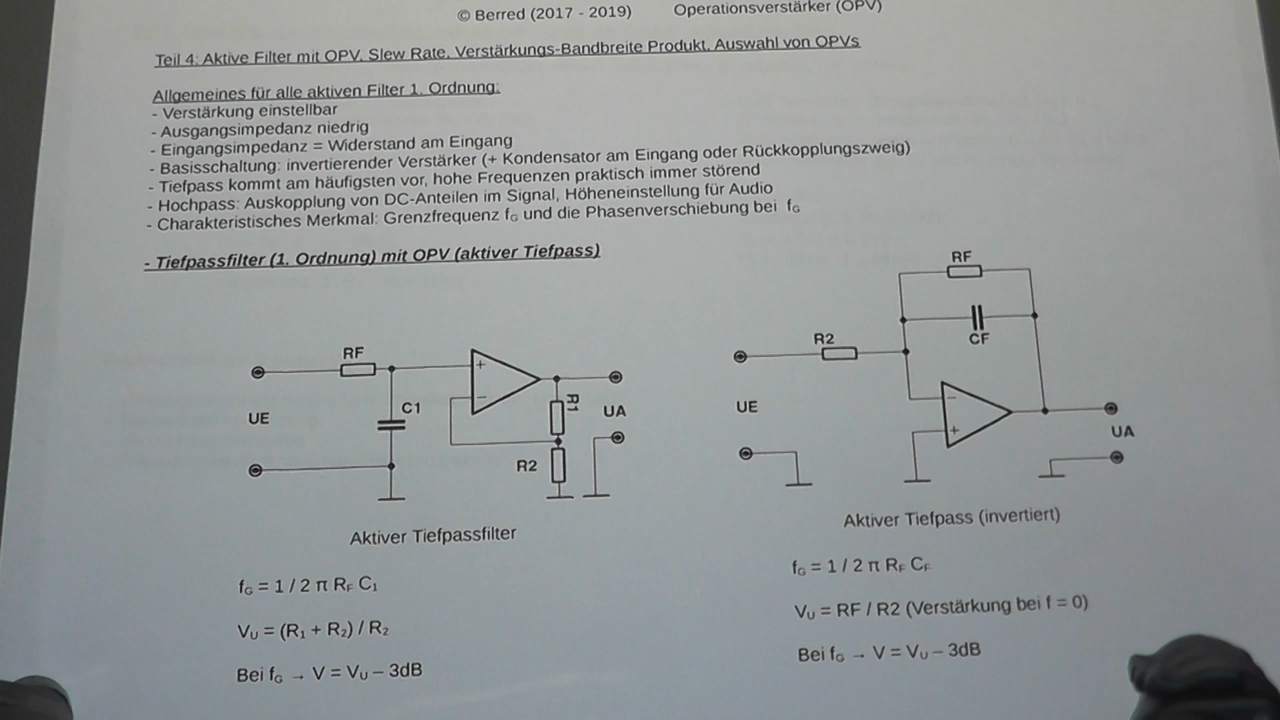 © Berred (2017 - 2019) Operationsverstärker (OPV)
Teil 4: Aktive Filter mit OPV, Slew Rate, Verstärkungs-Bandbreite Produkt, Auswahl von OPVs
Allgemeines für alle aktiven Filter 1. Ordnung:
- Verstärkung einstellbar
- Ausgangsimpedanz niedrig
- Eingangsimpedanz = Widerstand am Eingang
- Basisschaltung: invertierender Verstärker (+ Kondensator am Eingang oder Rückkopplungszweig)
- Tiefpass kommt am häufigsten vor, hohe Frequenzen praktisch immer störend
- Hochpass: Auskopplung von DC-Anteilen im Signal, Höheneinstellung für Audio
- Charakteristisches Merkmal: Grenzfrequenz fG und die Phasenverschiebung bei fG
- Tiefpassfilter (1. Ordnung) mit OPV (aktiver Tiefpass)
RF
+
-
C1
R1
UE
UA
R2
Aktiver Tiefpassfilter
fG = 1 / 2 π RF C1
VU = (R1 + R2) / R2
Bei fG → V = VU – 3dB
RF
CF
R2
UE
-
+
UA
Aktiver Tiefpass (invertiert)
fG = 1 / 2 π RF CF
VU = RF / R2 (Verstärkung bei f = 0)
Bei fG → V = VU – 3dB